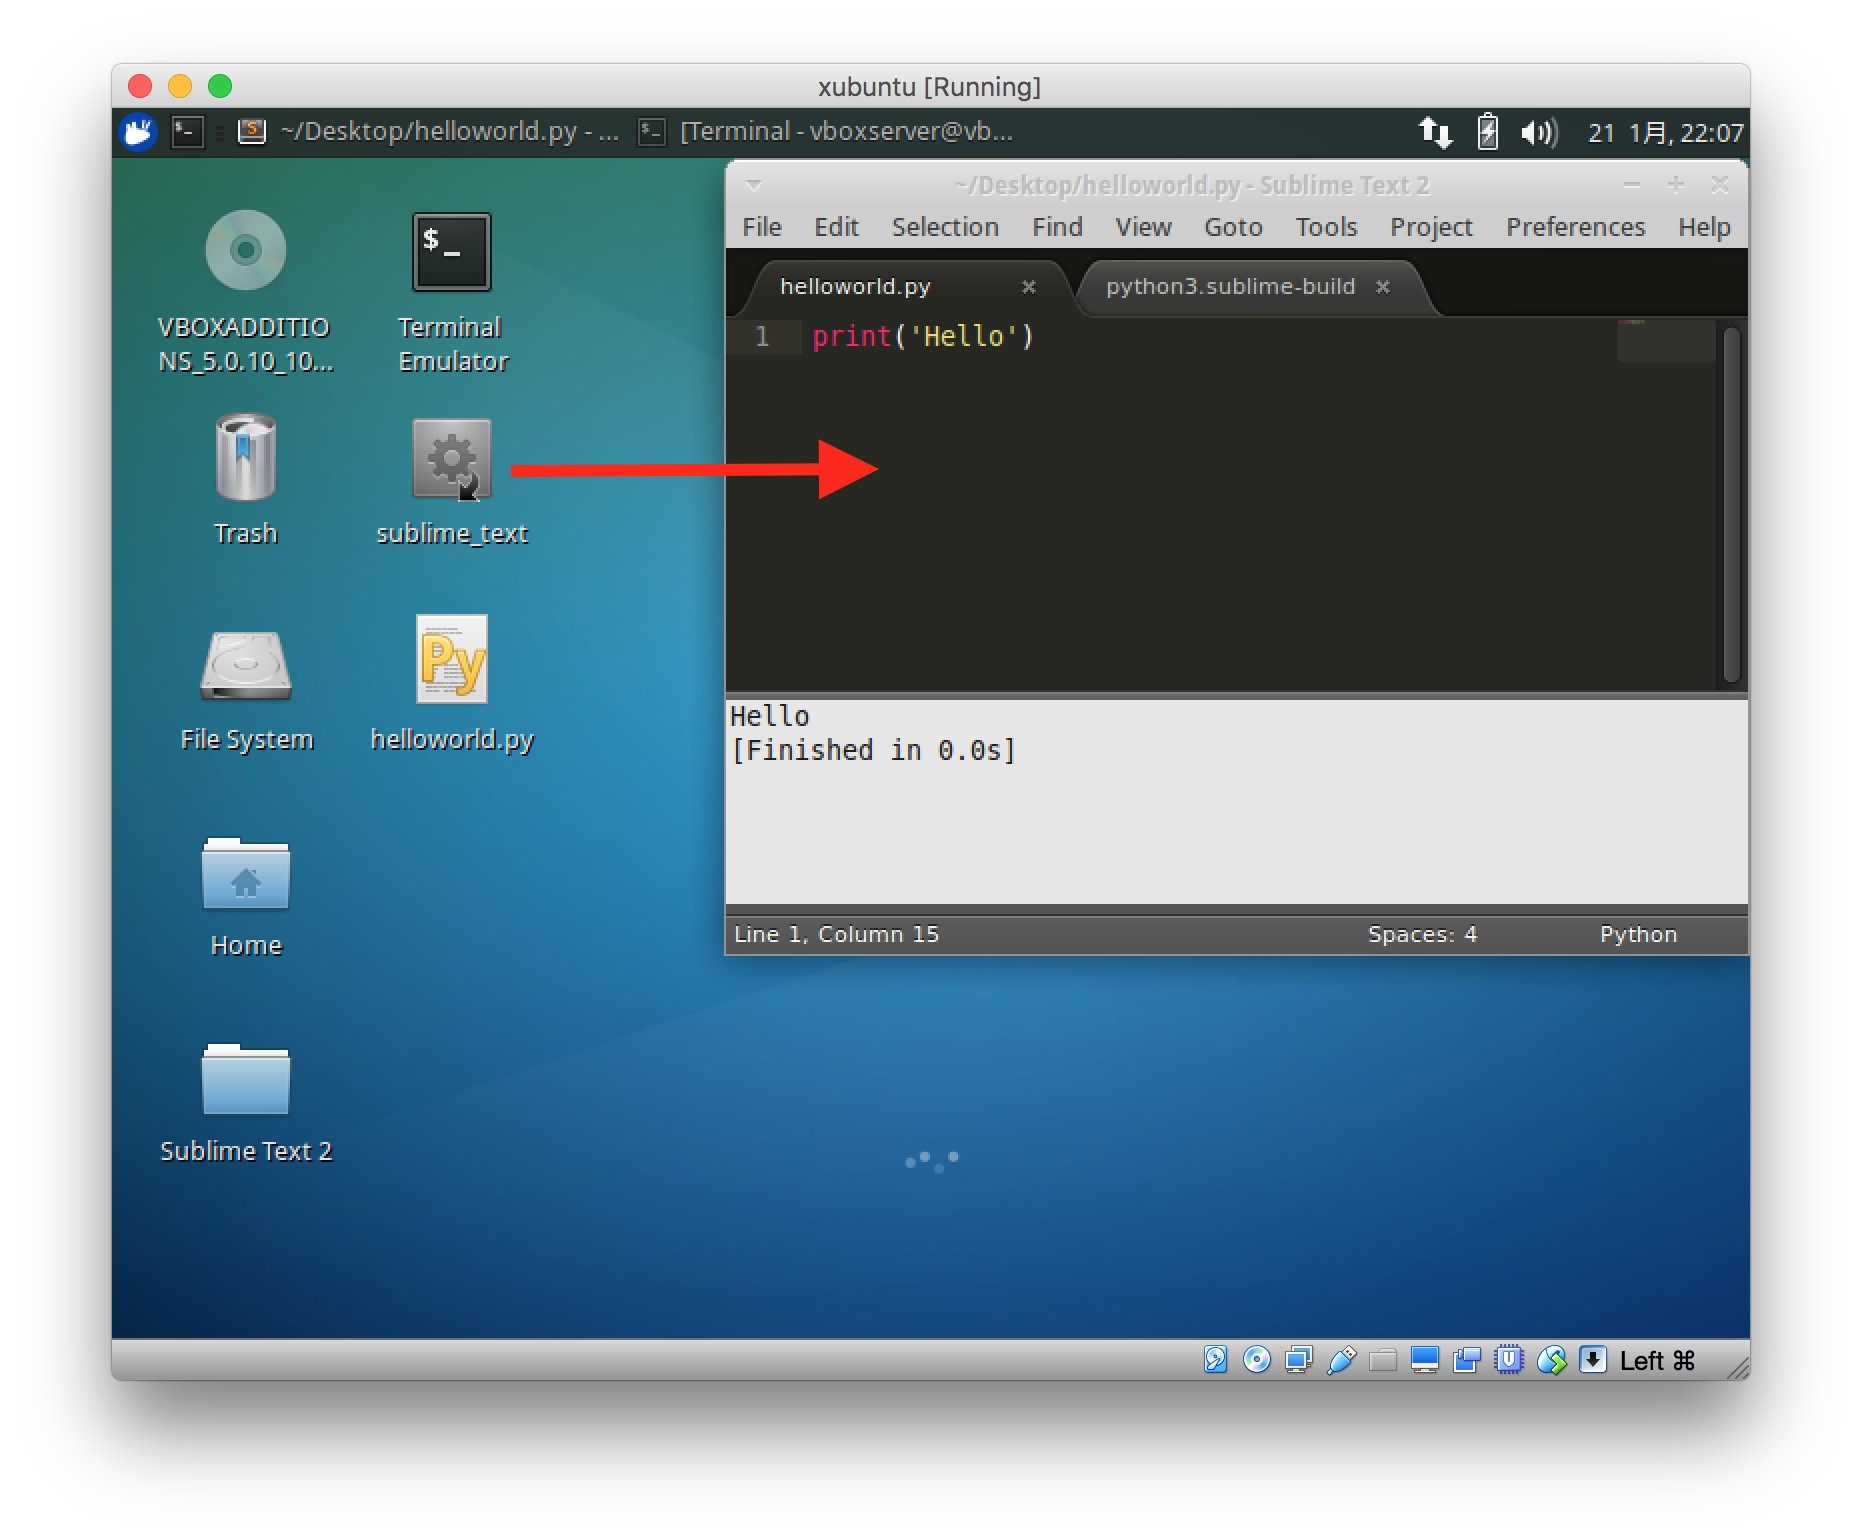 xubuntu [Running]
~/Desktop/helloworld.py - ...
[Terminal - vboxserver@vb...
21 1月, 22:07
VBOXADDITIO
NS_5.0.10_10...
Terminal
Emulator
Trash
sublime_text
File System
helloworld.py
Home
Sublime Text 2
~/Desktop/helloworld.py - Sublime Text 2
File Edit Selection Find View Goto Tools Project Preferences Help
helloworld.py
python3.sublime-build
1 print('Hello')
Hello
[Finished in 0.0s]
Line 1, Column 15
Spaces: 4
Python
Left ⌘